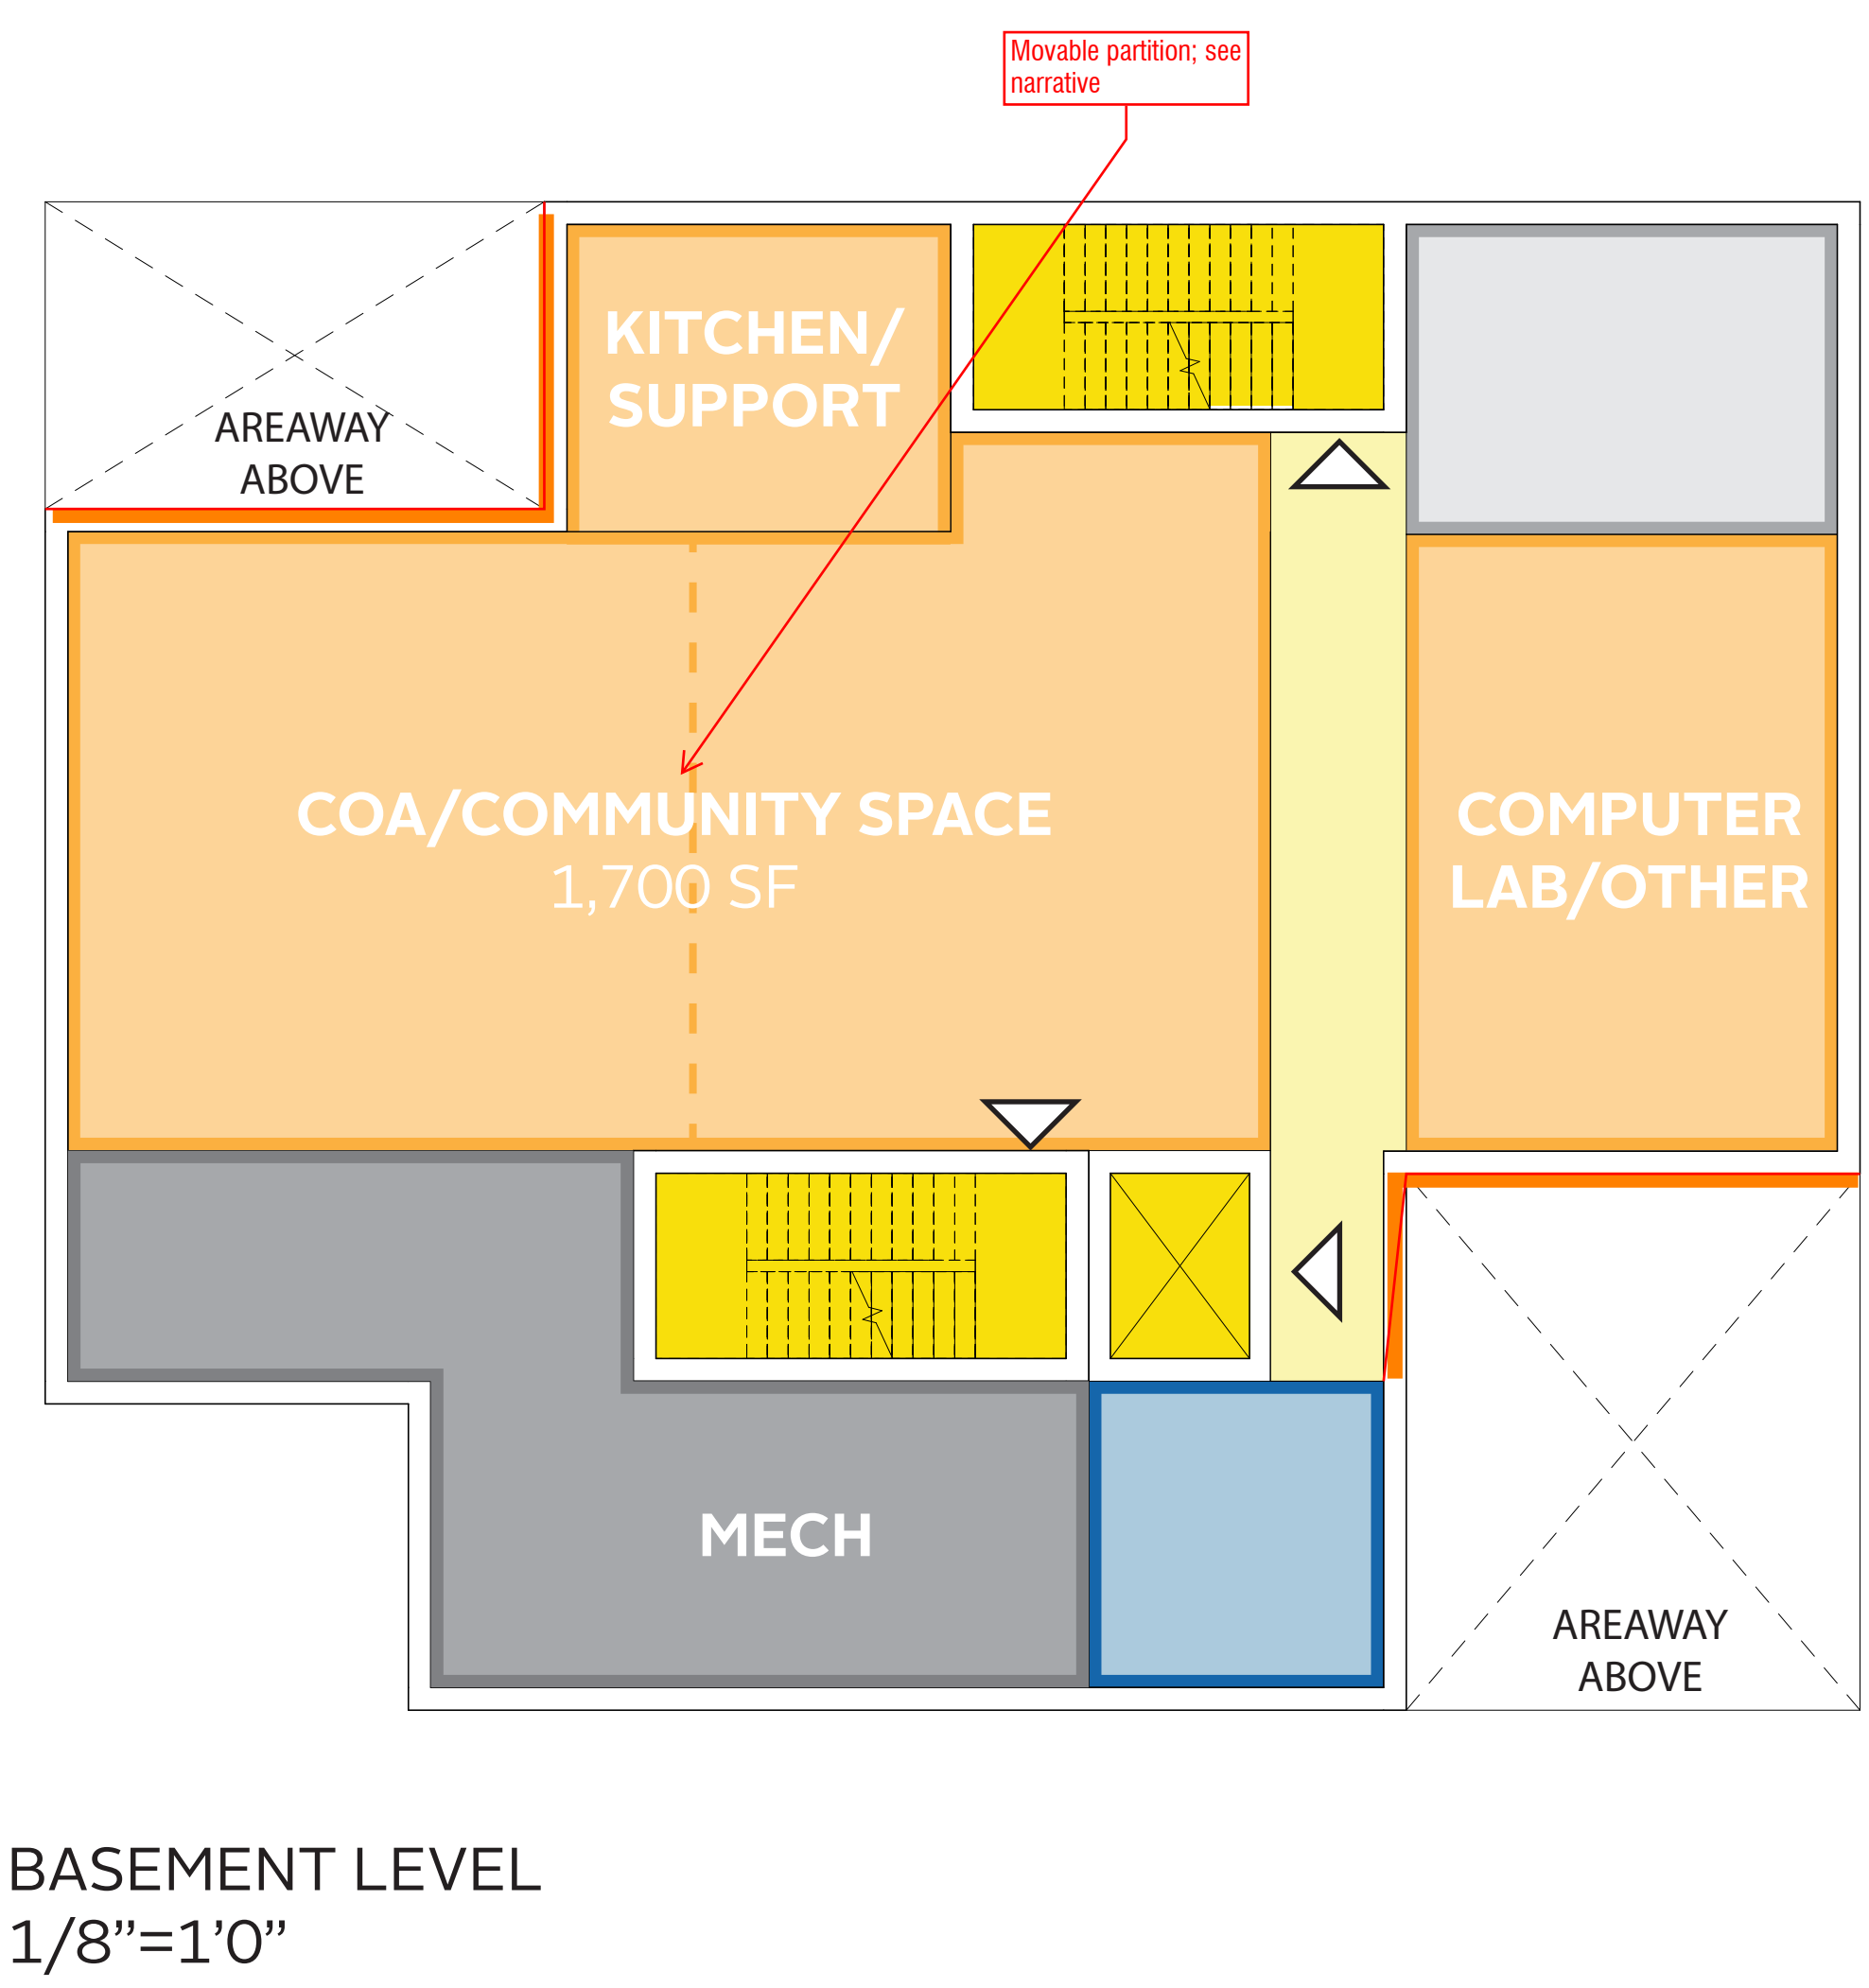 Movable partition; see
narrative
KITCHEN/
SUPPORT
AREAWAY
ABOVE
COA/COMMUNITY SPACE
1,700 SF
COMPUTER
LAB/OTHER
MECH
AREAWAY
ABOVE
BASEMENT LEVEL
1/8”=1’0”